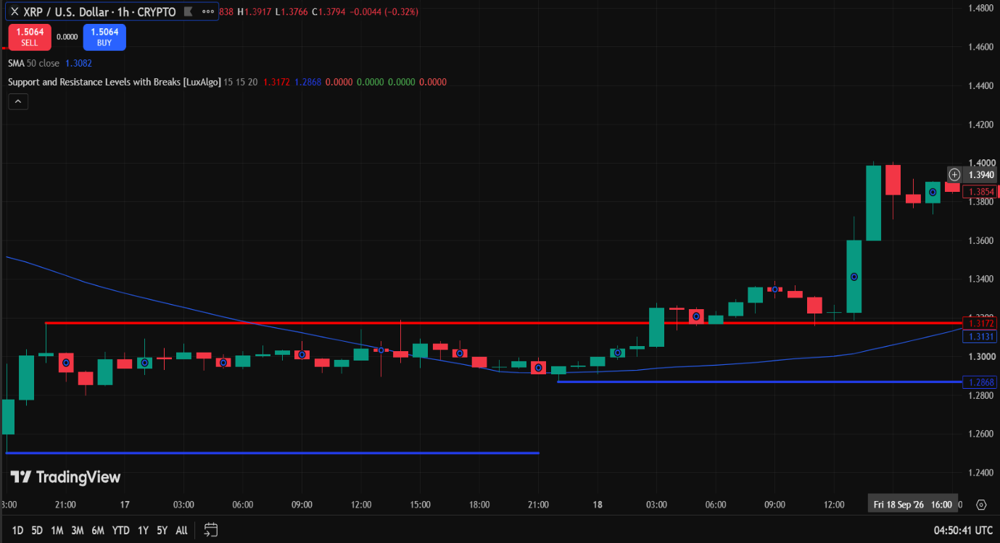 XRP / U.S. Dollar · 1h · CRYPTO 838 H1.3917 L1.3766 C1.3794 −0.0044 (−0.32%)
1.5064 SELL 0.0000 1.5064 BUY
SMA 50 close 1.3082
Support and Resistance Levels with Breaks [LuxAlgo] 15 15 20 1.3172 1.2868 0.0000 0.0000 0.0000 0.0000
1.4800
1.4600
1.4400
1.4200
1.4000
1.3940
1.3854
1.3800
1.3600
1.3400
1.3200
1.3172
1.3131
1.3000
1.2868
1.2800
1.2600
1.2400
TradingView
8:00 21:00 17 03:00 06:00 09:00 12:00 15:00 18:00 21:00 18 03:00 06:00 09:00 12:00 Fri 18 Sep '26 16:00 0
1D 5D 1M 3M 6M YTD 1Y 5Y All 04:50:41 UTC